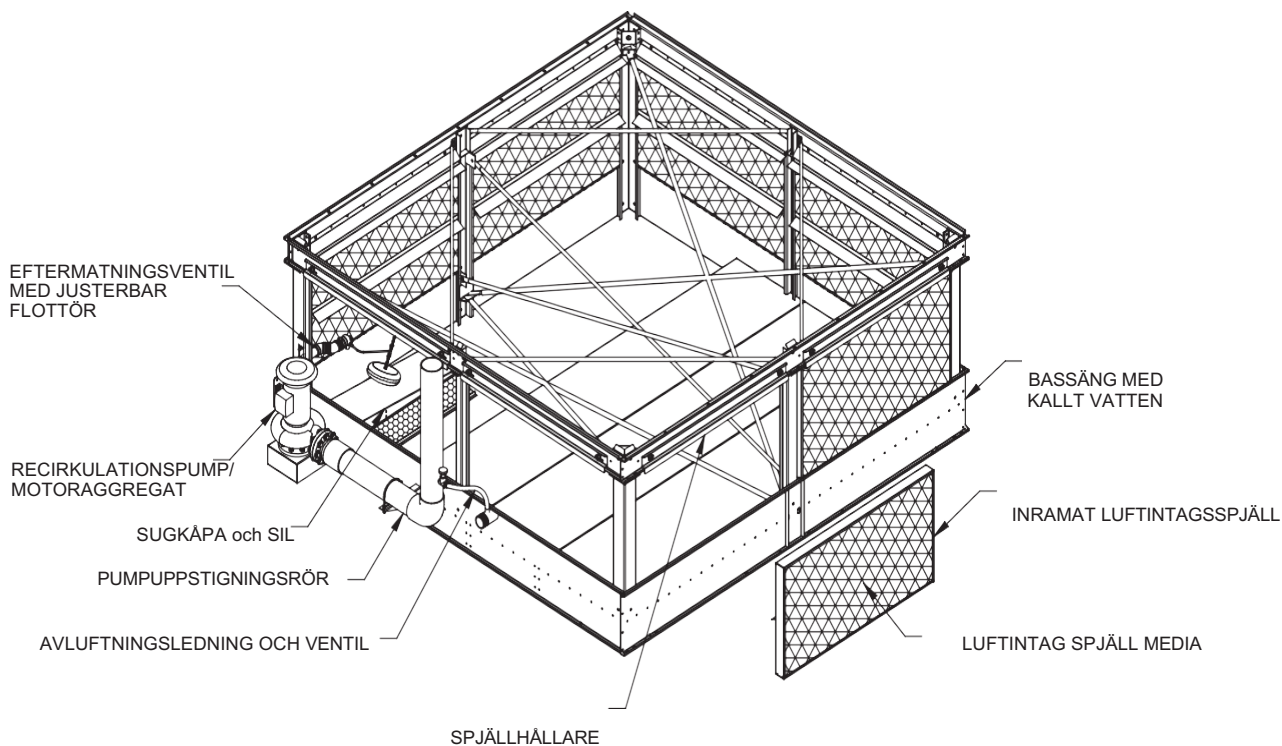 EFTERMATNINGSVENTIL
MED JUSTERBAR
FLOTTÖR
BASSÄNG MED
KALLT VATTEN
RECIRKULATIONSPUMP/
MOTORAGGREGAT
INRAMAT LUFTINTAGSSPJÄLL
SUGKÅPA och SIL
PUMPUPPSTIGNINGSRÖR
AVLUFTNINGSLEDNING OCH VENTIL
LUFTINTAG SPJÄLL MEDIA
SPJÄLLHÅLLARE